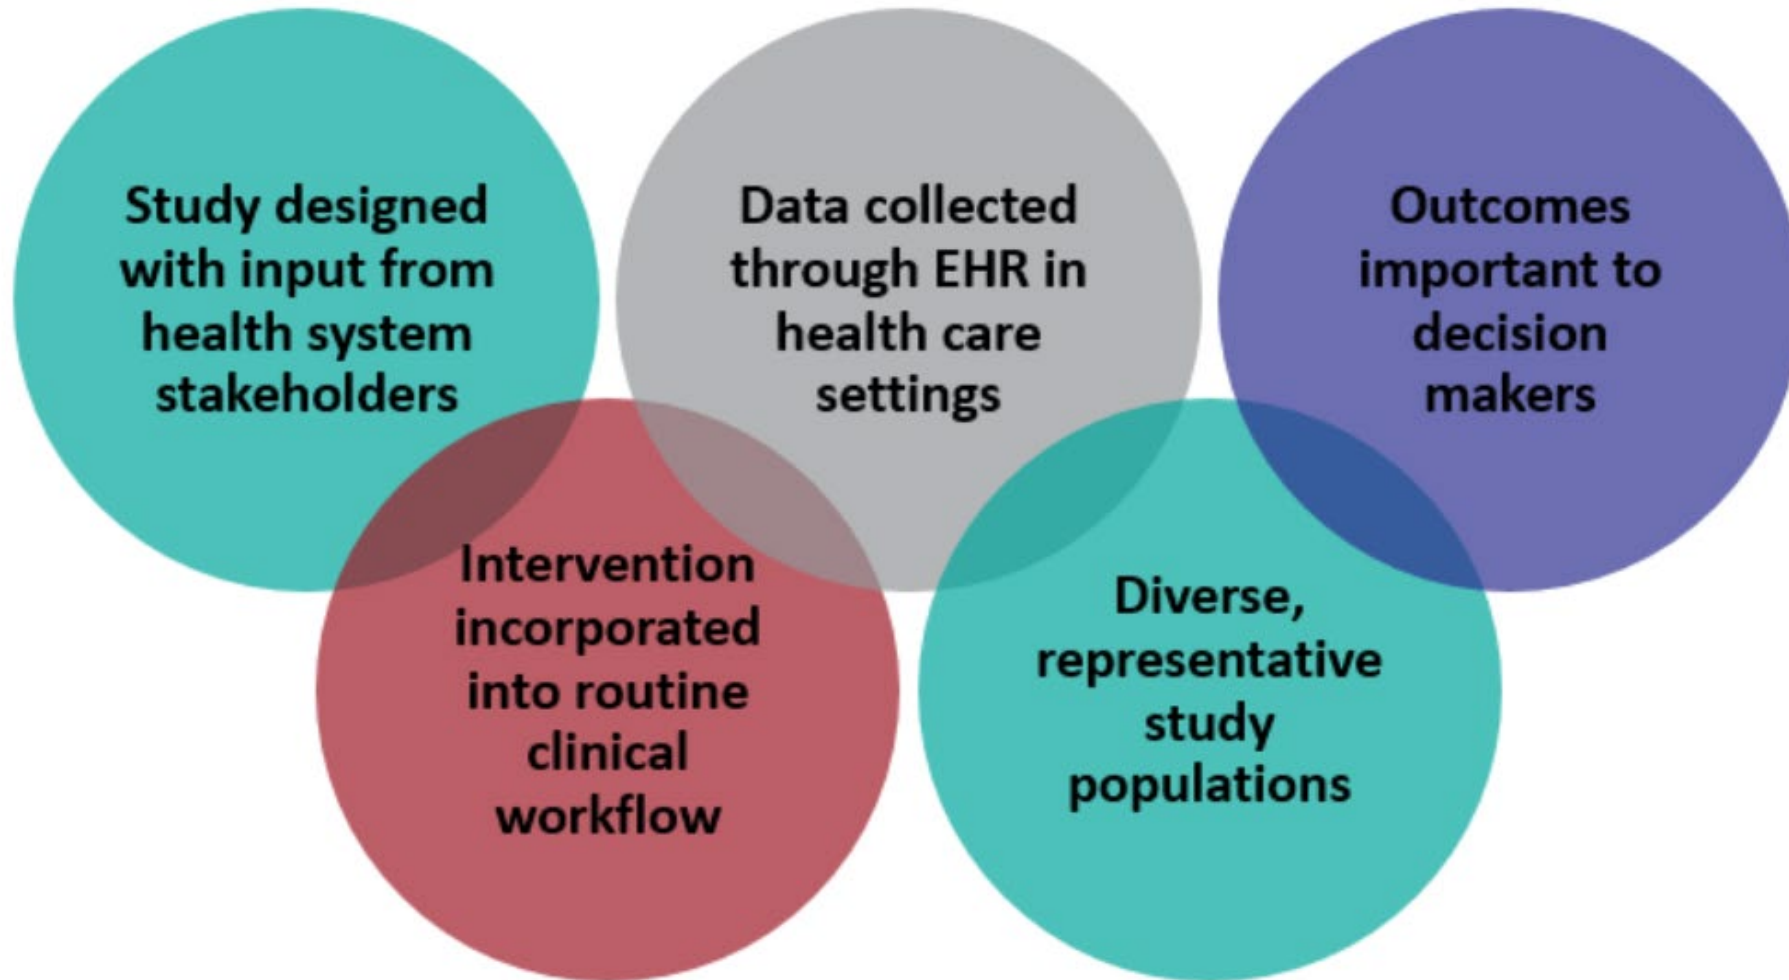 Study designed
with input from
health system
stakeholders
Data collected
through EHR in
health care
settings
Outcomes
important to
decision
makers
Intervention
incorporated
into routine
clinical
workflow
Diverse,
representative
study
populations